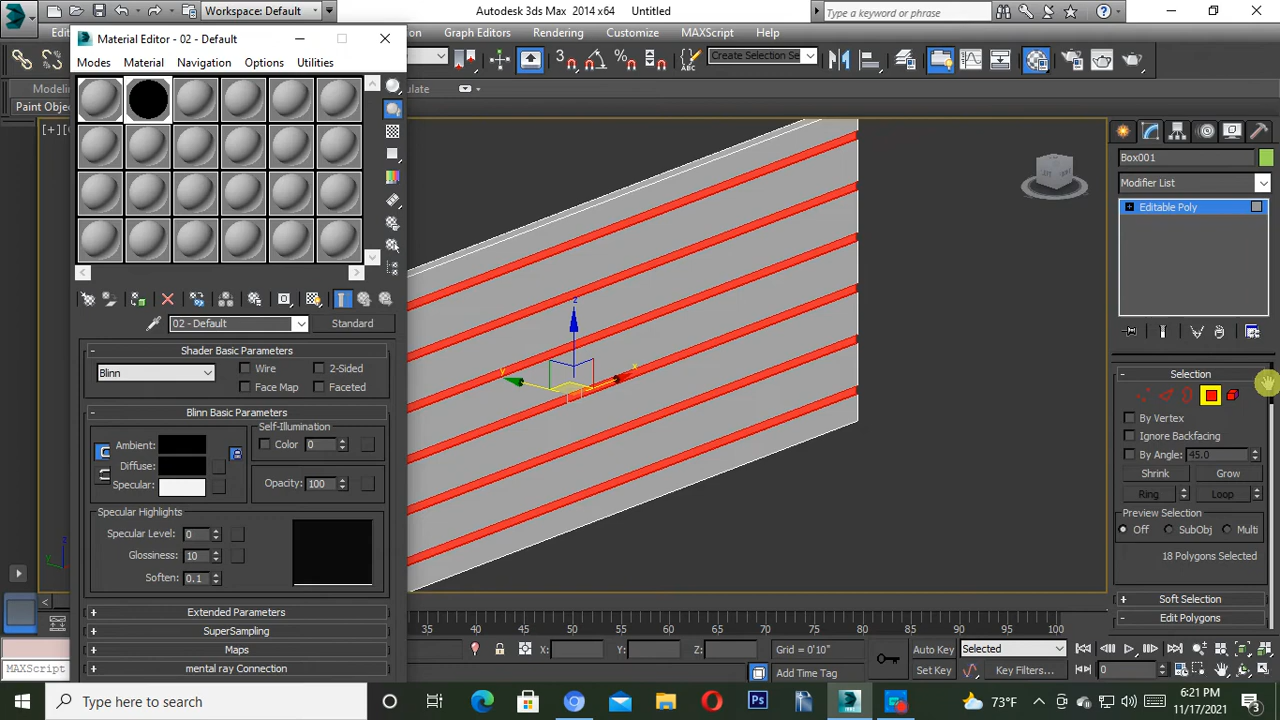 Workspace: Default
Autodesk 3ds Max 2014 x64
Untitled
Type a keyword or phrase
Material Editor - 02 - Default
Graph Editors
Rendering
Customize
MAXScript
Help
Modes
Material
Navigation
Options
Utilities
Create Selection Se
Paint Obje
[+]
Box001
Modifier List
Editable Poly
02 - Default
Standard
Shader Basic Parameters
Blinn
Wire
2-Sided
Face Map
Faceted
Blinn Basic Parameters
Self-Illumination
Ambient:
Color
0
Diffuse:
Specular:
Opacity:
100
Specular Highlights
Specular Level:
0
Glossiness:
10
Soften:
0.1
Extended Parameters
SuperSampling
Maps
mental ray Connection
x
y
z
Selection
By Vertex
Ignore Backfacing
By Angle:
45.0
Shrink
Grow
Ring
Loop
Preview Selection
Off
SubObj
Multi
18 Polygons Selected
Soft Selection
Edit Polygons
35
40
45
50
55
60
65
70
75
80
85
90
95
100
MAXScript
X:
Y:
Z:
Grid = 0'10"
Add Time Tag
Auto Key
Selected
Set Key
Key Filters...
0
Type here to search
Ps
73°F
6:21 PM
11/17/2021
3